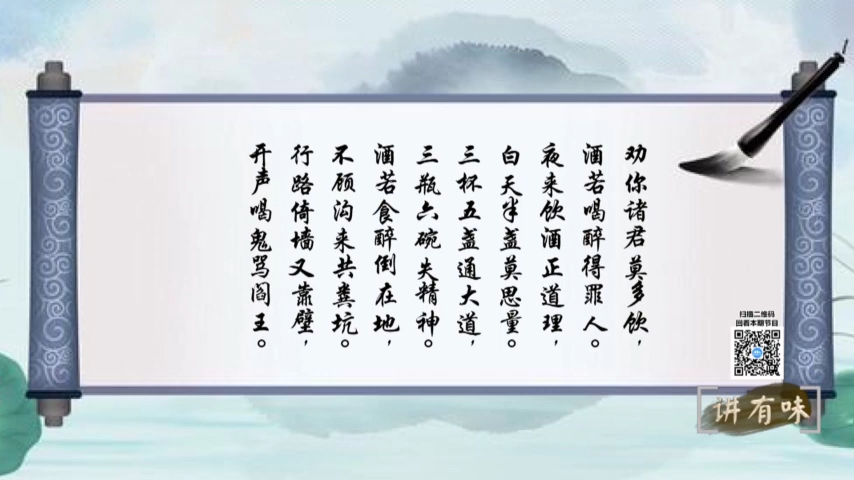 劝你诸君莫多饮，
酒若喝醉得罪人。
夜来饮酒正道理，
白天半盏莫思量。
三杯五盏通大道，
三瓶六碗失精神。
酒若食醉倒在地，
不顾沟来共粪坑。
行路倚墙又靠壁，
开声喝鬼骂阎王。
扫描二维码
回看本期节目
讲有味